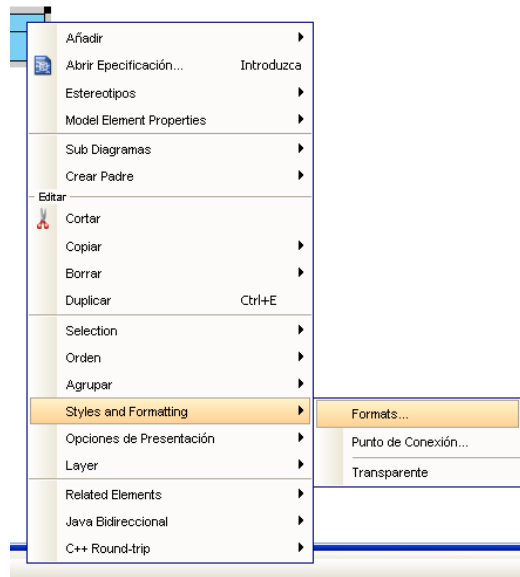 Añadir
Abrir Epecificación... Introduzca
Estereotipos
Model Element Properties
Sub Diagramas
Crear Padre
Editar
Cortar
Copiar
Borrar
Duplicar Ctrl+E
Selection
Orden
Agrupar
Styles and Formatting
Formats...
Opciones de Presentación
Punto de Conexión...
Layer
Transparente
Related Elements
Java Bidireccional
C++ Round-trip